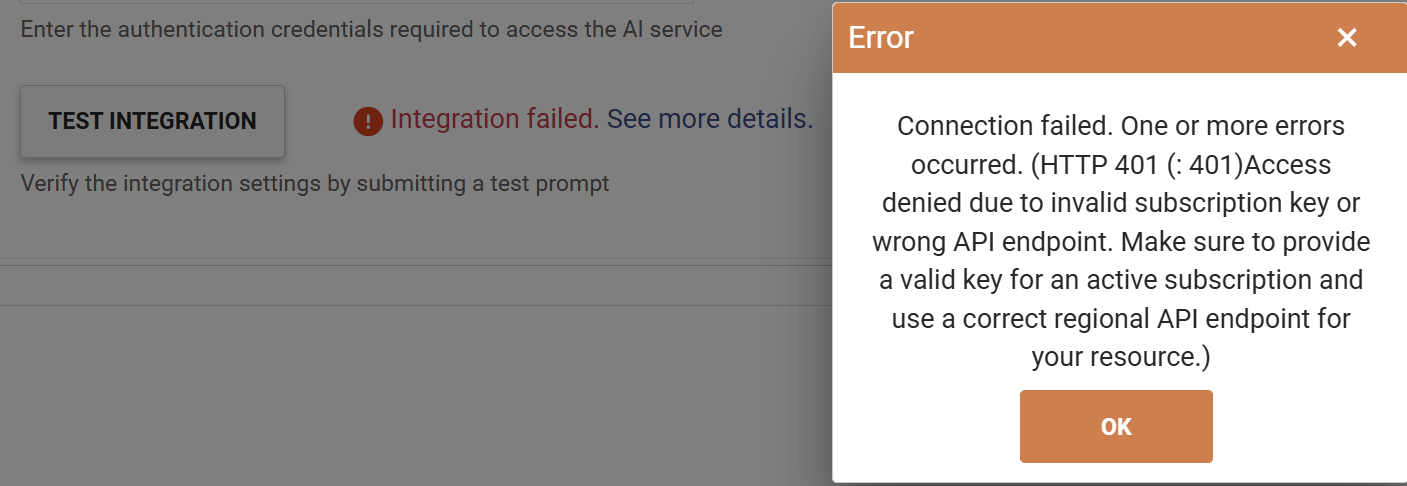 Enter the authentication credentials required to access the AI service
TEST INTEGRATION
! Integration failed. See more details.
Verify the integration settings by submitting a test prompt
Error
Connection failed. One or more errors
occurred. (HTTP 401 (: 401)Access
denied due to invalid subscription key or
wrong API endpoint. Make sure to provide
a valid key for an active subscription and
use a correct regional API endpoint for
your resource.)
OK